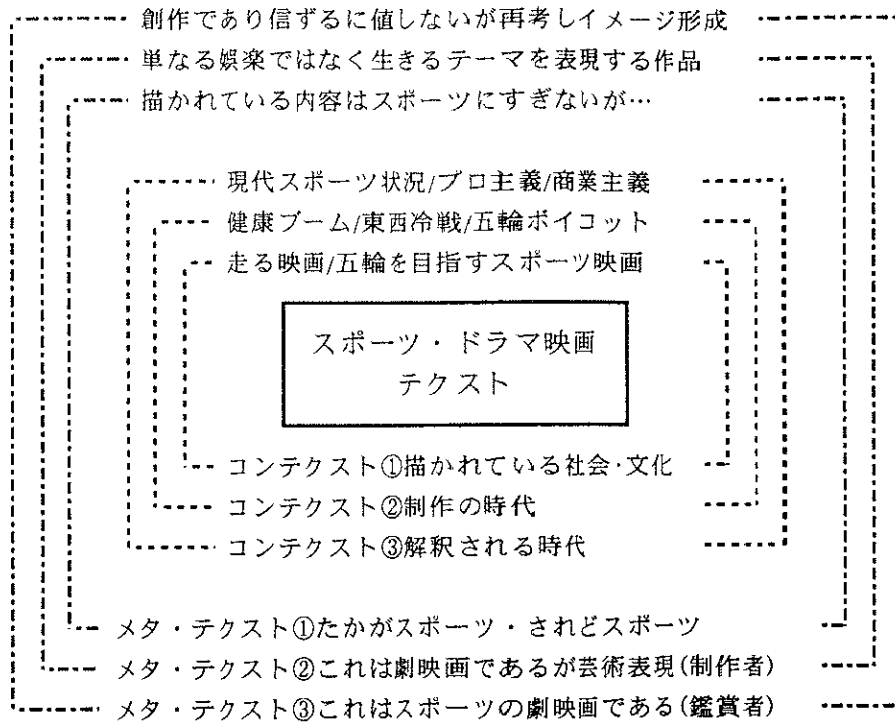 創作であり信ずるに値しないが再考しイメージ形成
単なる娯楽ではなく生きるテーマを表現する作品
描かれている内容はスポーツにすぎないが…
現代スポーツ状況/プロ主義/商業主義
健康ブーム/東西冷戦/五輪ボイコット
走る映画/五輪を目指すスポーツ映画
スポーツ・ドラマ映画
テクスト
コンテクスト①描かれている社会・文化
コンテクスト②制作の時代
コンテクスト③解釈される時代
メタ・テクスト①たかがスポーツ・されどスポーツ
メタ・テクスト②これは劇映画であるが芸術表現(制作者)
メタ・テクスト③これはスポーツの劇映画である(鑑賞者)